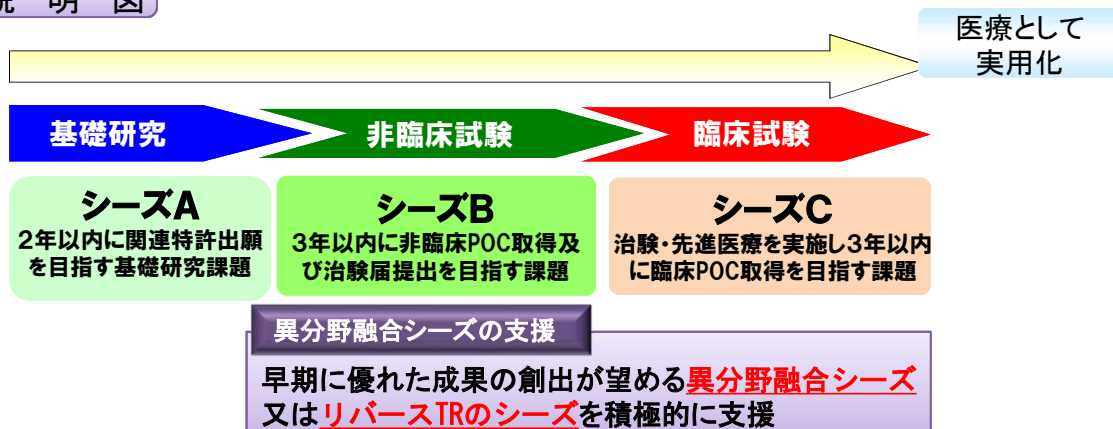 説 明 図
医療として
実用化
基礎研究
非臨床試験
臨床試験
シーズA
2年以内に関連特許出願
を目指す基礎研究課題
シーズB
3年以内に非臨床POC取得及
び治験届提出を目指す課題
シーズC
治験・先進医療を実施し3年以内
に臨床POC取得を目指す課題
異分野融合シーズの支援
早期に優れた成果の創出が望める異分野融合シーズ
又はリバースTRのシーズを積極的に支援